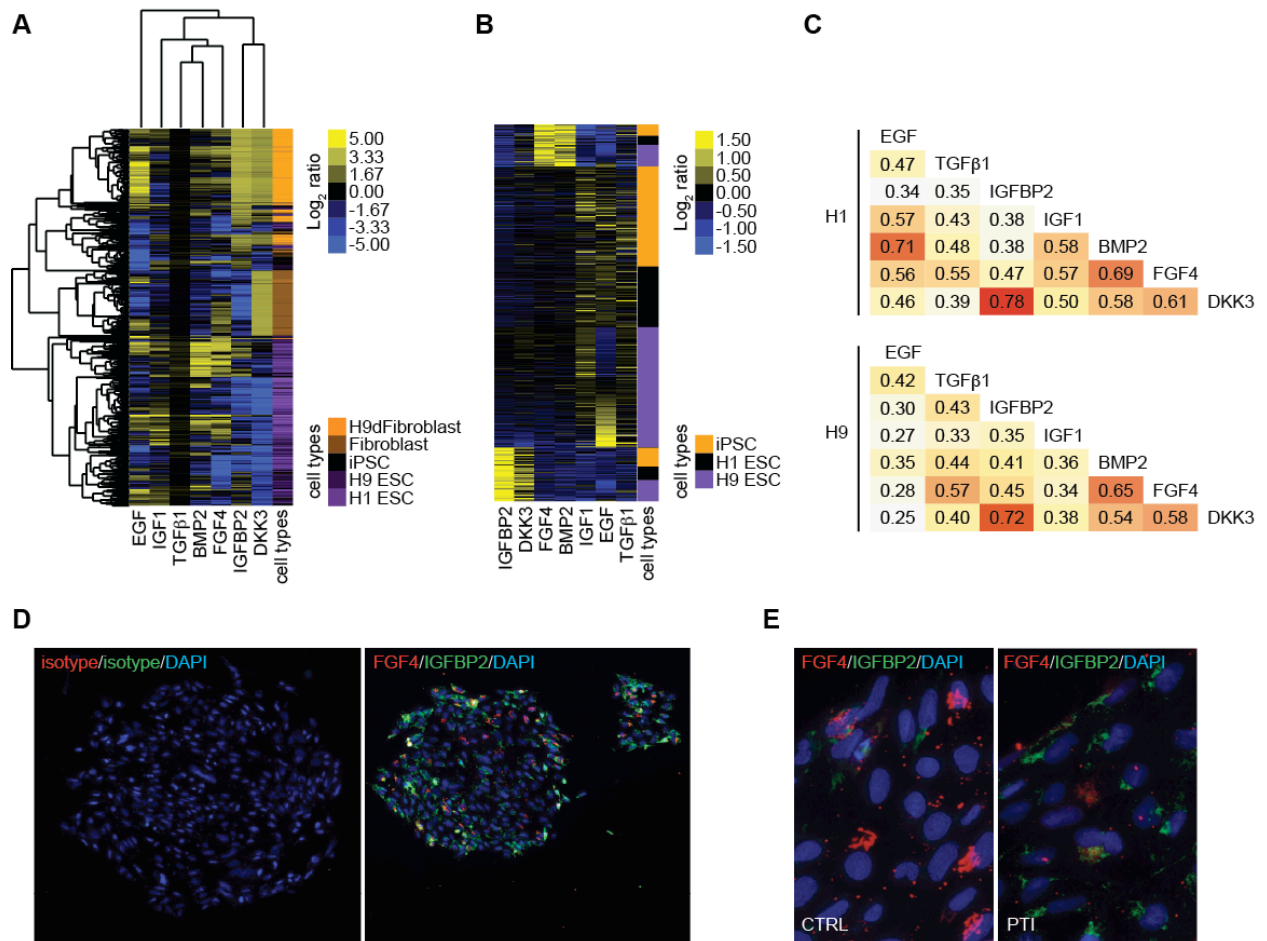 A
B
C
5.00
3.33
1.67
0.00
-1.67
-3.33
-5.00
Log2 ratio
H9dFibroblast
Fibroblast
iPSC
H9 ESC
H1 ESC
cell types
EGF
IGF1
TGFβ1
BMP2
FGF4
IGFBP2
DKK3
cell types
1.50
1.00
0.50
0.00
-0.50
-1.00
-1.50
Log2 ratio
iPSC
H1 ESC
H9 ESC
cell types
IGFBP2
DKK3
FGF4
BMP2
IGF1
EGF
TGFβ1
cell types
H1
EGF
0.47 TGFβ1
0.34 0.35 IGFBP2
0.57 0.43 0.38 IGF1
0.71 0.48 0.38 0.58 BMP2
0.56 0.55 0.47 0.57 0.69 FGF4
0.46 0.39 0.78 0.50 0.58 0.61 DKK3
H9
EGF
0.42 TGFβ1
0.30 0.43 IGFBP2
0.27 0.33 0.35 IGF1
0.35 0.44 0.41 0.36 BMP2
0.28 0.57 0.45 0.34 0.65 FGF4
0.25 0.40 0.72 0.38 0.54 0.58 DKK3
D
isotype/isotype/DAPI
FGF4/IGFBP2/DAPI
E
FGF4/IGFBP2/DAPI
CTRL
FGF4/IGFBP2/DAPI
PTI